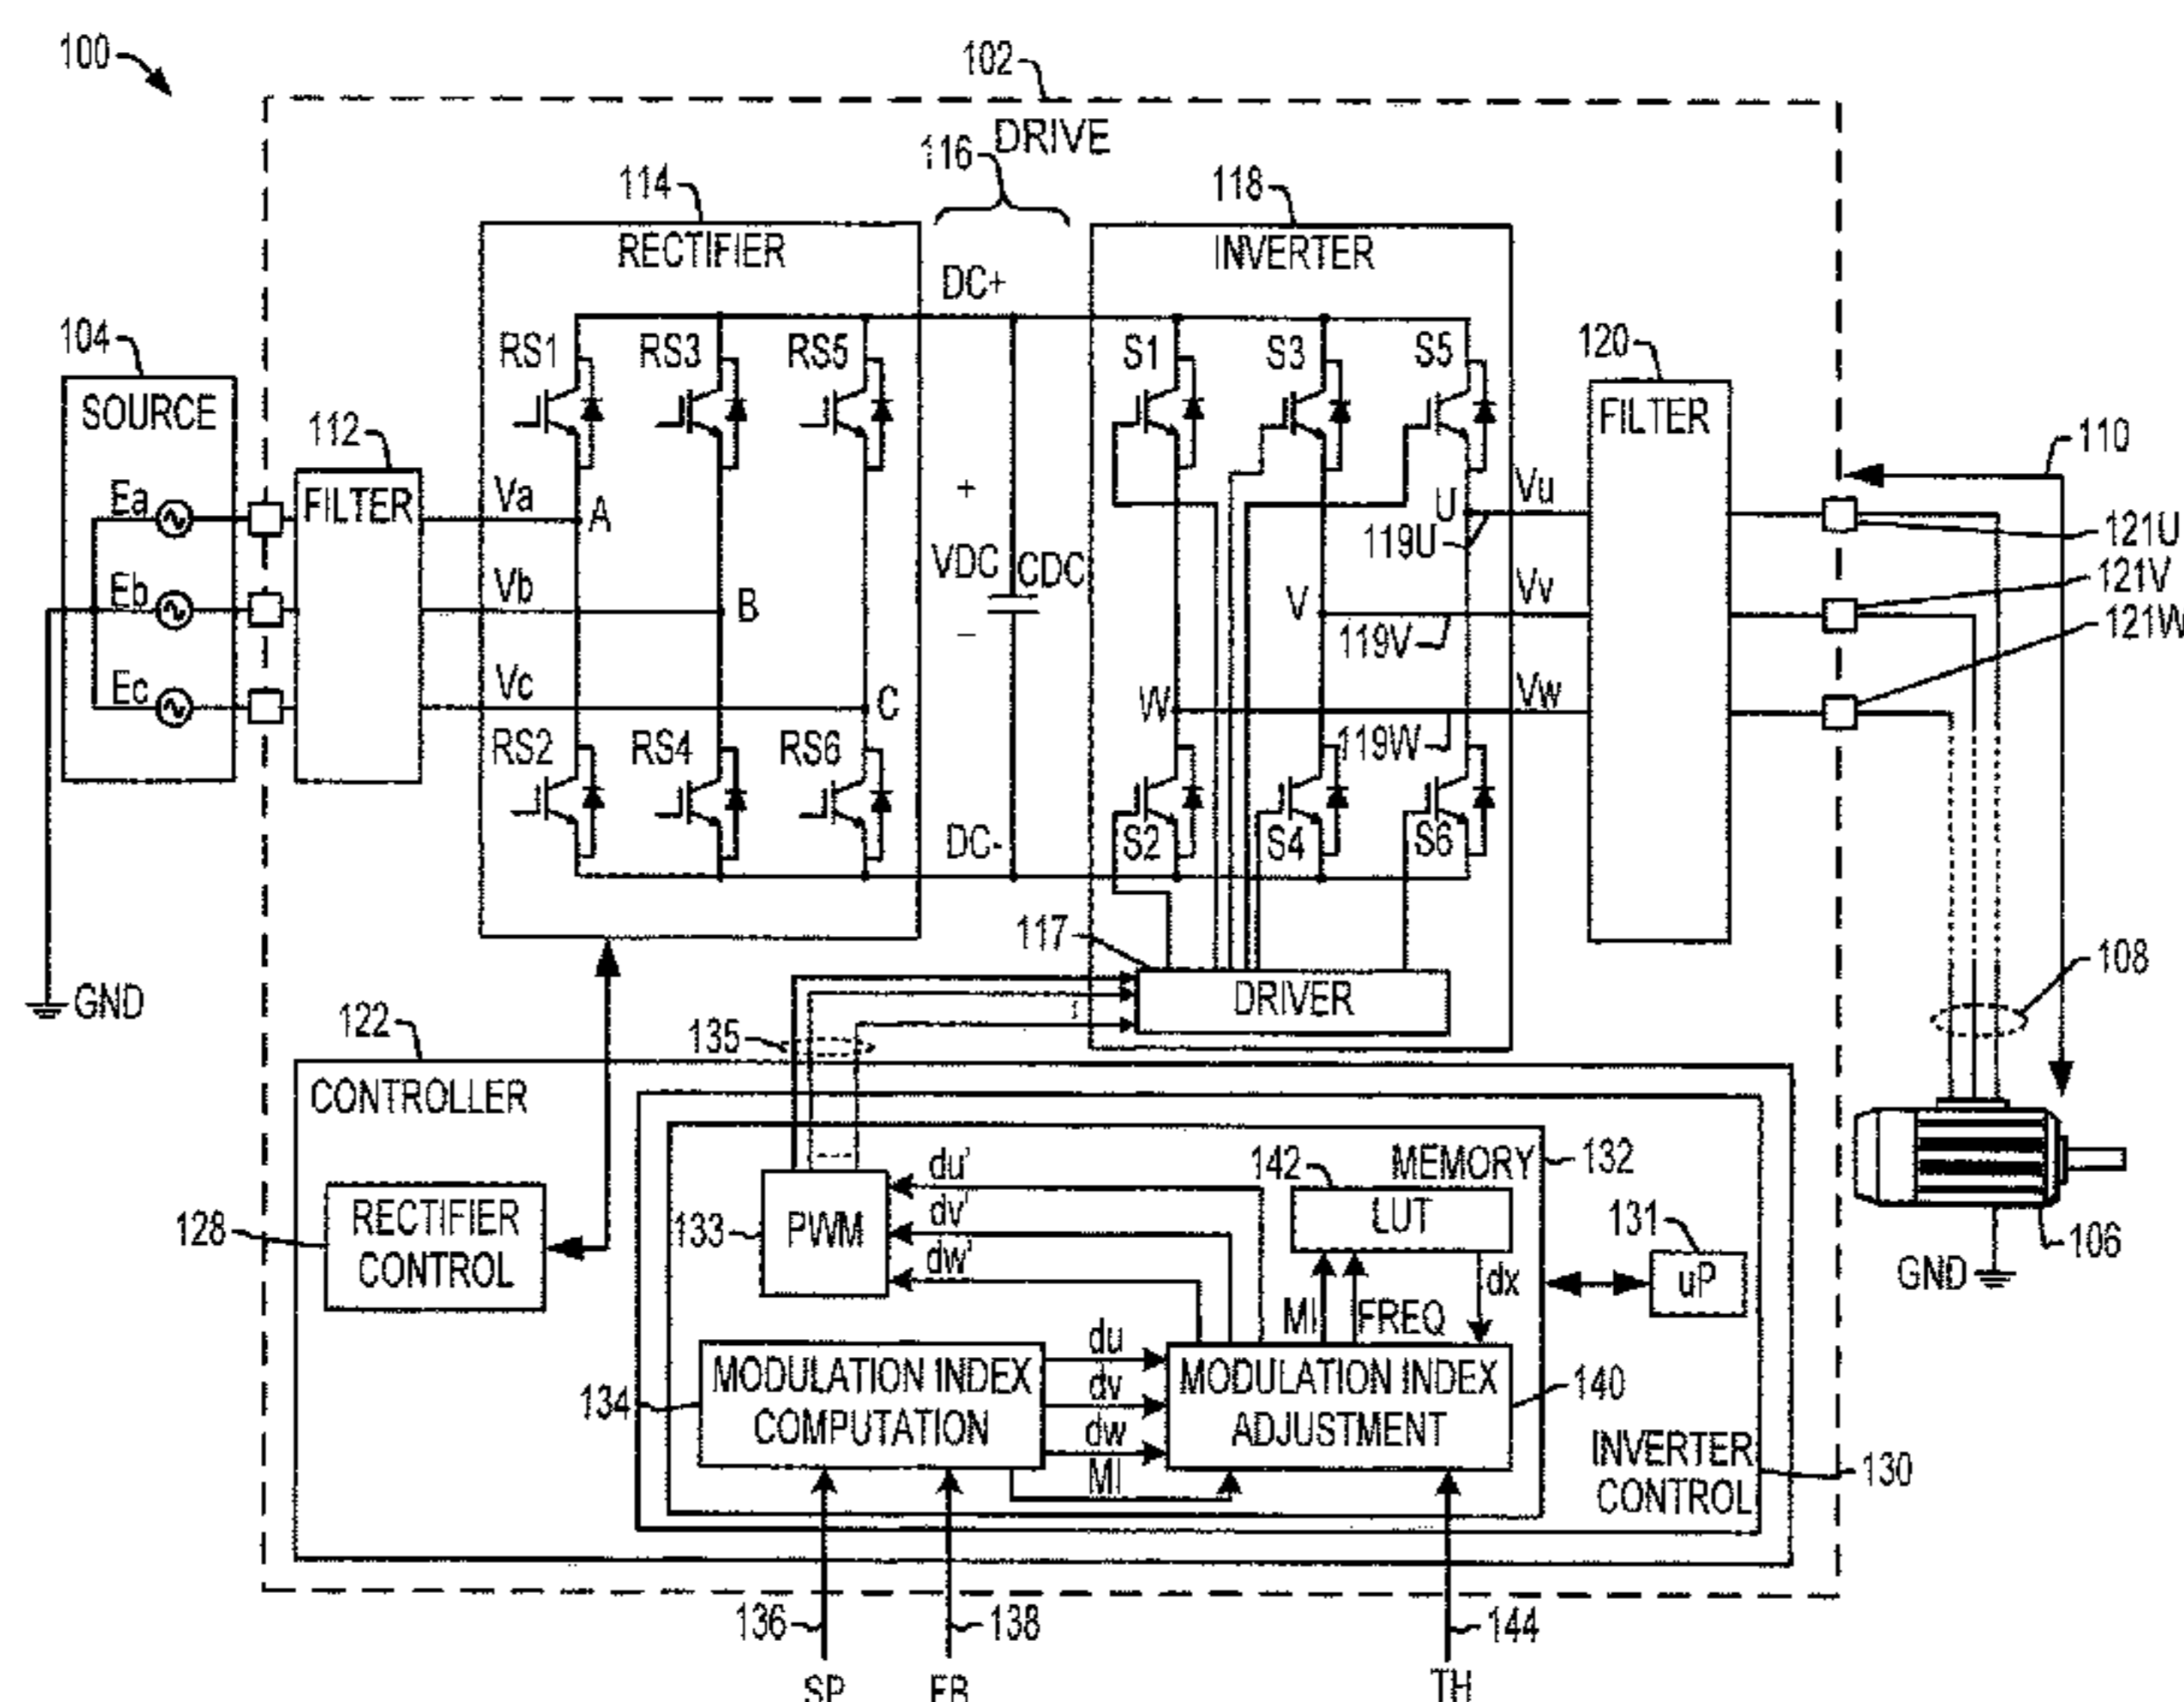 100
102
DRIVE
116
114
118
RECTIFIER
INVERTER
DC+
104
RS1
RS3
RS5
S1
S3
S5
120
SOURCE
112
FILTER
110
Ea
FILTER
Va
A
U
Vu
119U
121U
+
VDC
CDC
Eb
Vb
B
V
Vv
119V
121V
121W
−
Ec
Vc
C
W
Vw
119W
RS2
RS4
RS6
DC-
S2
S4
S6
117
108
GND
DRIVER
122
135
CONTROLLER
du'
142
MEMORY
132
128
RECTIFIER
CONTROL
133
PWM
dv'
LUT
131
106
dw'
dx
uP
GND
MI
FREQ
du
134
MODULATION INDEX
COMPUTATION
dv
MODULATION INDEX
ADJUSTMENT
140
dw
MI
INVERTER
CONTROL
130
136
138
144
SP
FB
TH